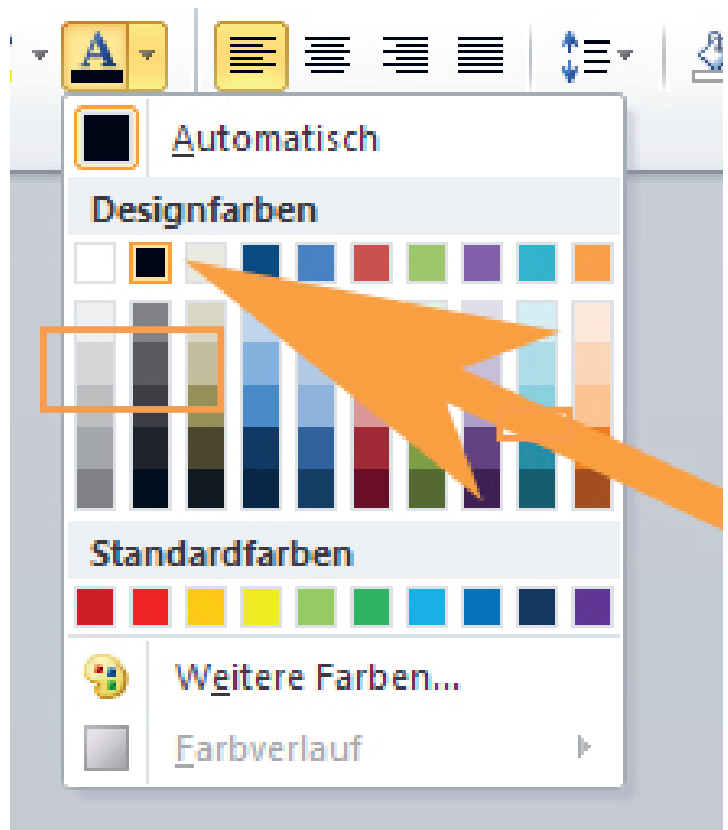 A
Automatisch
Designfarben
Standardfarben
Weitere Farben...
Farbverlauf